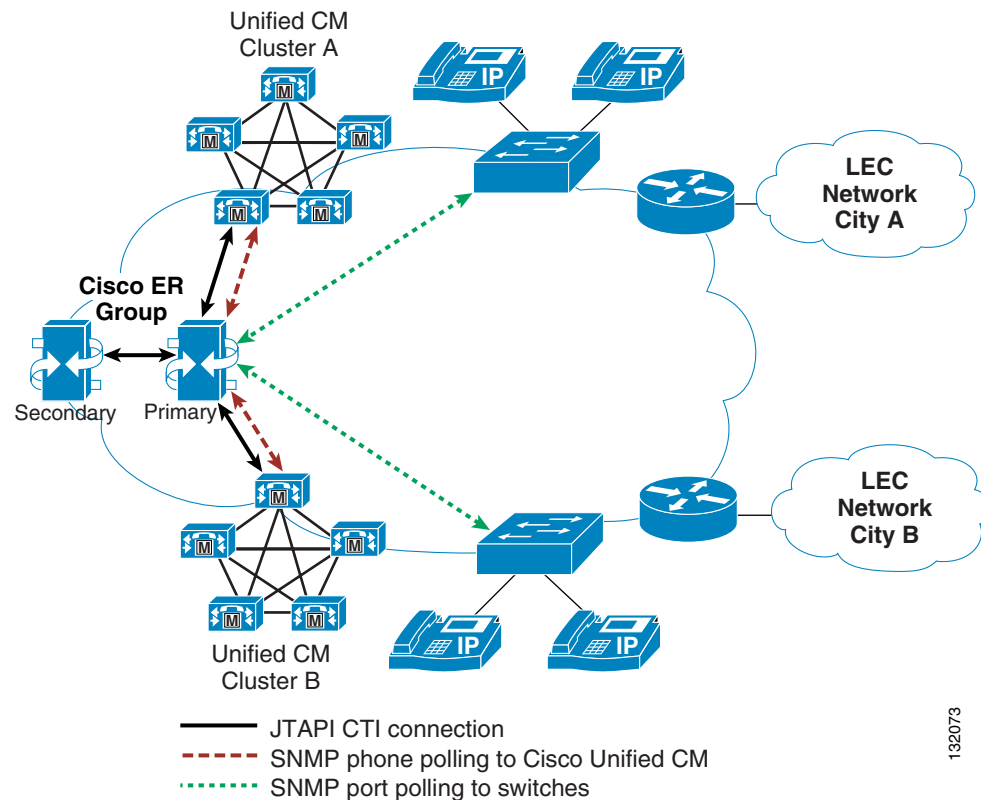 Unified CM
Cluster A
M
M
M
M
M
IP
IP
LEC
Network
City A
Cisco ER
Group
Secondary
Primary
LEC
Network
City B
M
M
M
M
M
IP
IP
Unified CM
Cluster B
JTAPI CTI connection
SNMP phone polling to Cisco Unified CM
SNMP port polling to switches
132073